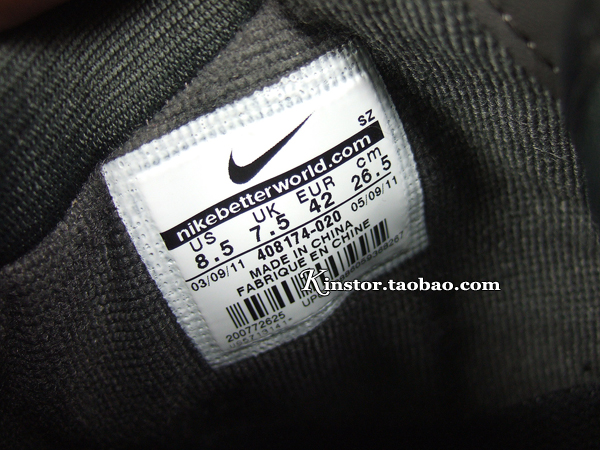 SZ
nikebetterworld.com
US UK EUR cm
8.5 7.5 42 26.5
03/09/11 408174-020 05/09/11
MADE IN CHINA
FABRIQUE EN CHINE
200772625
Kinstor.taobao.com